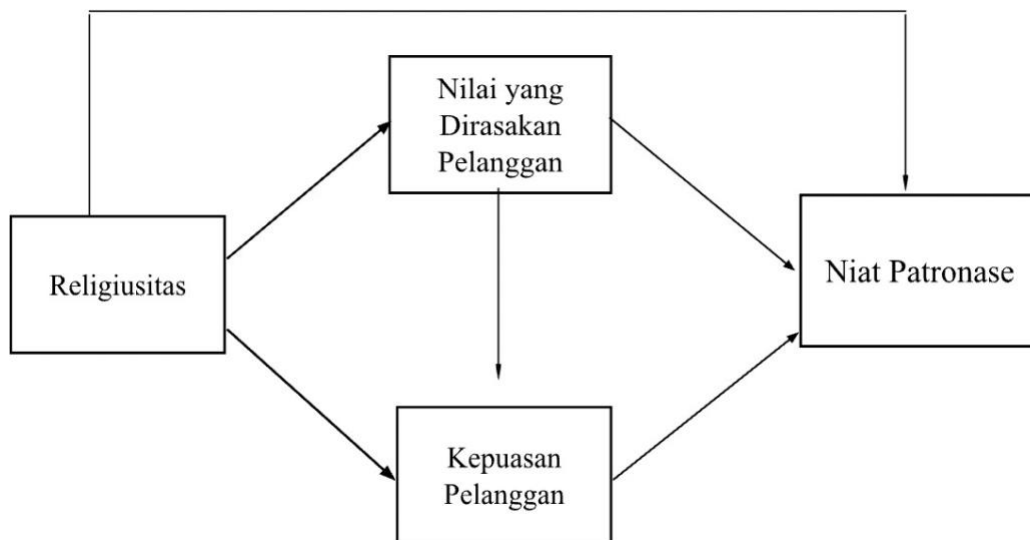 Nilai yang
Dirasakan
Pelanggan
Religiusitas
Niat Patronase
Kepuasan
Pelanggan